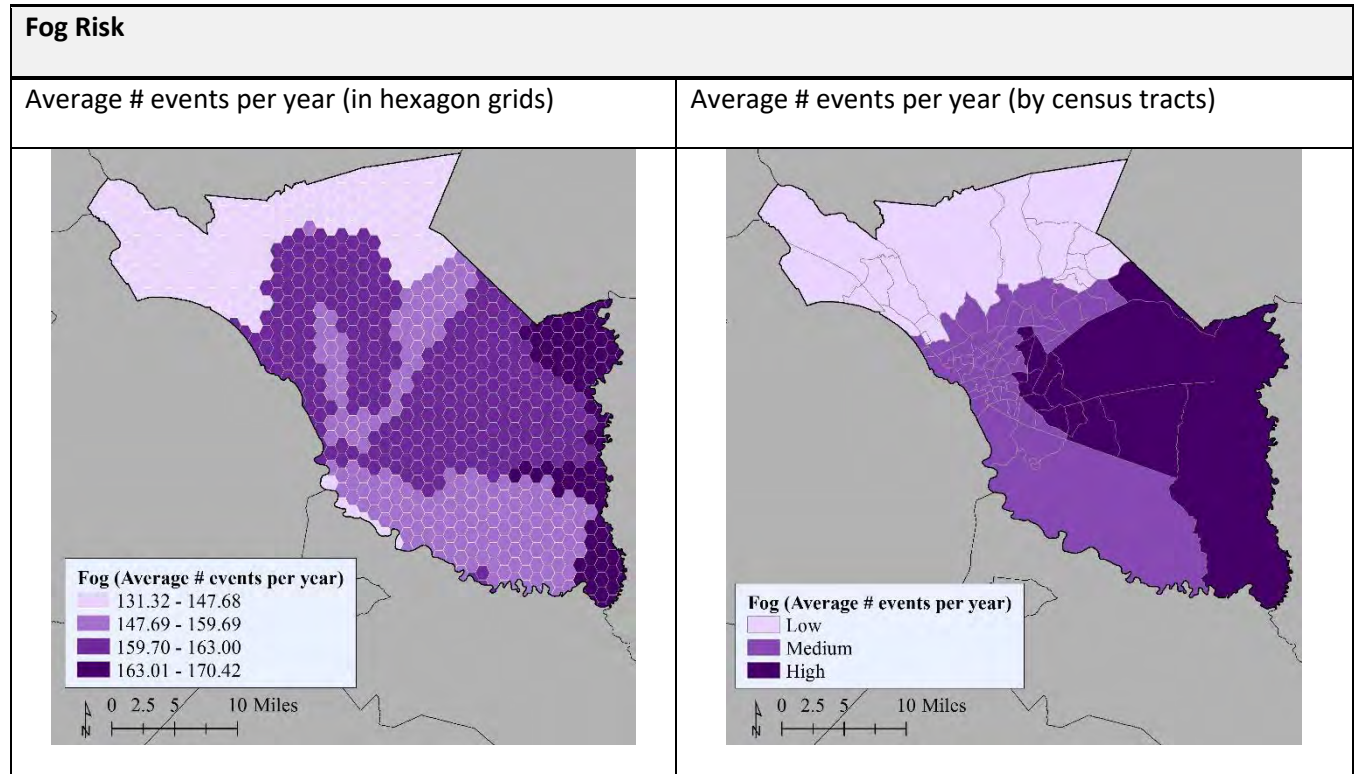 Fog Risk
Average # events per year (in hexagon grids)
Average # events per year (by census tracts)
Fog (Average # events per year)
131.32 - 147.68
147.69 - 159.69
159.70 - 163.00
163.01 - 170.42
0 2.5 5 10 Miles
N
Fog (Average # events per year)
Low
Medium
High
0 2.5 5 10 Miles
N